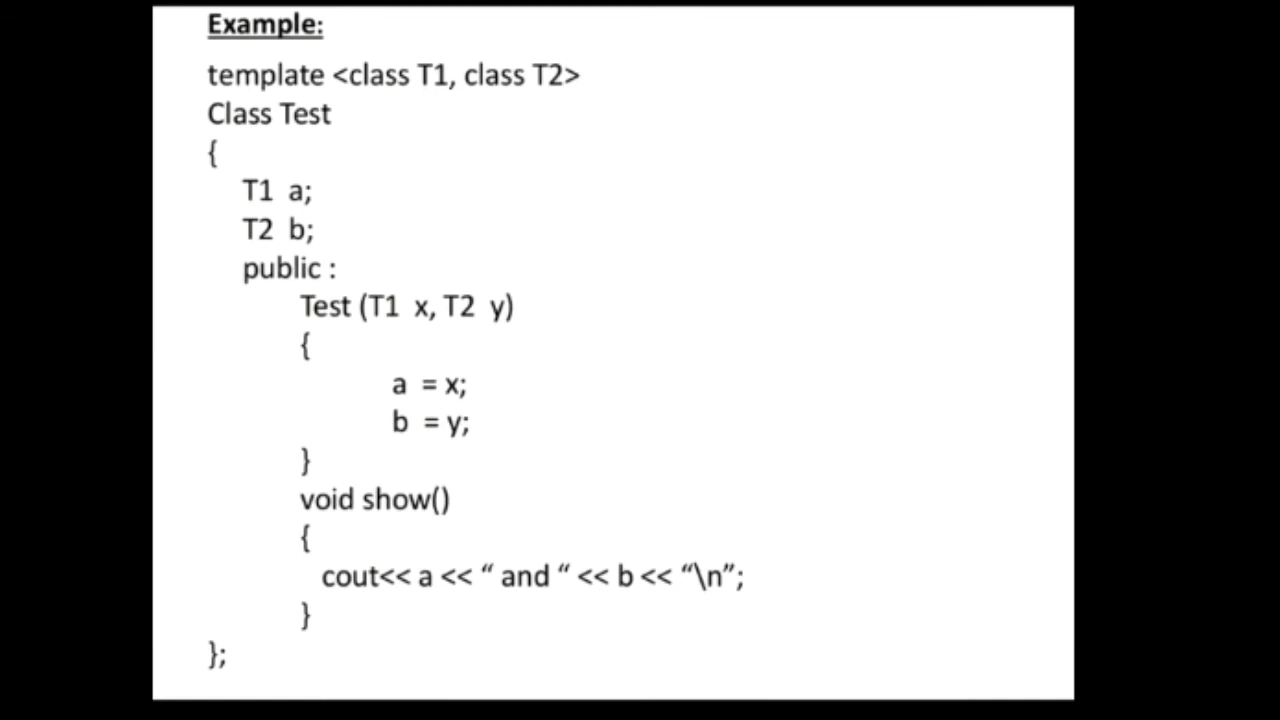 Example:
template <class T1, class T2>
Class Test
{
T1 a;
T2 b;
public :
Test (T1 x, T2 y)
{
a = x;
b = y;
}
void show()
{
cout<< a << “ and “ << b << “\n”;
}
};